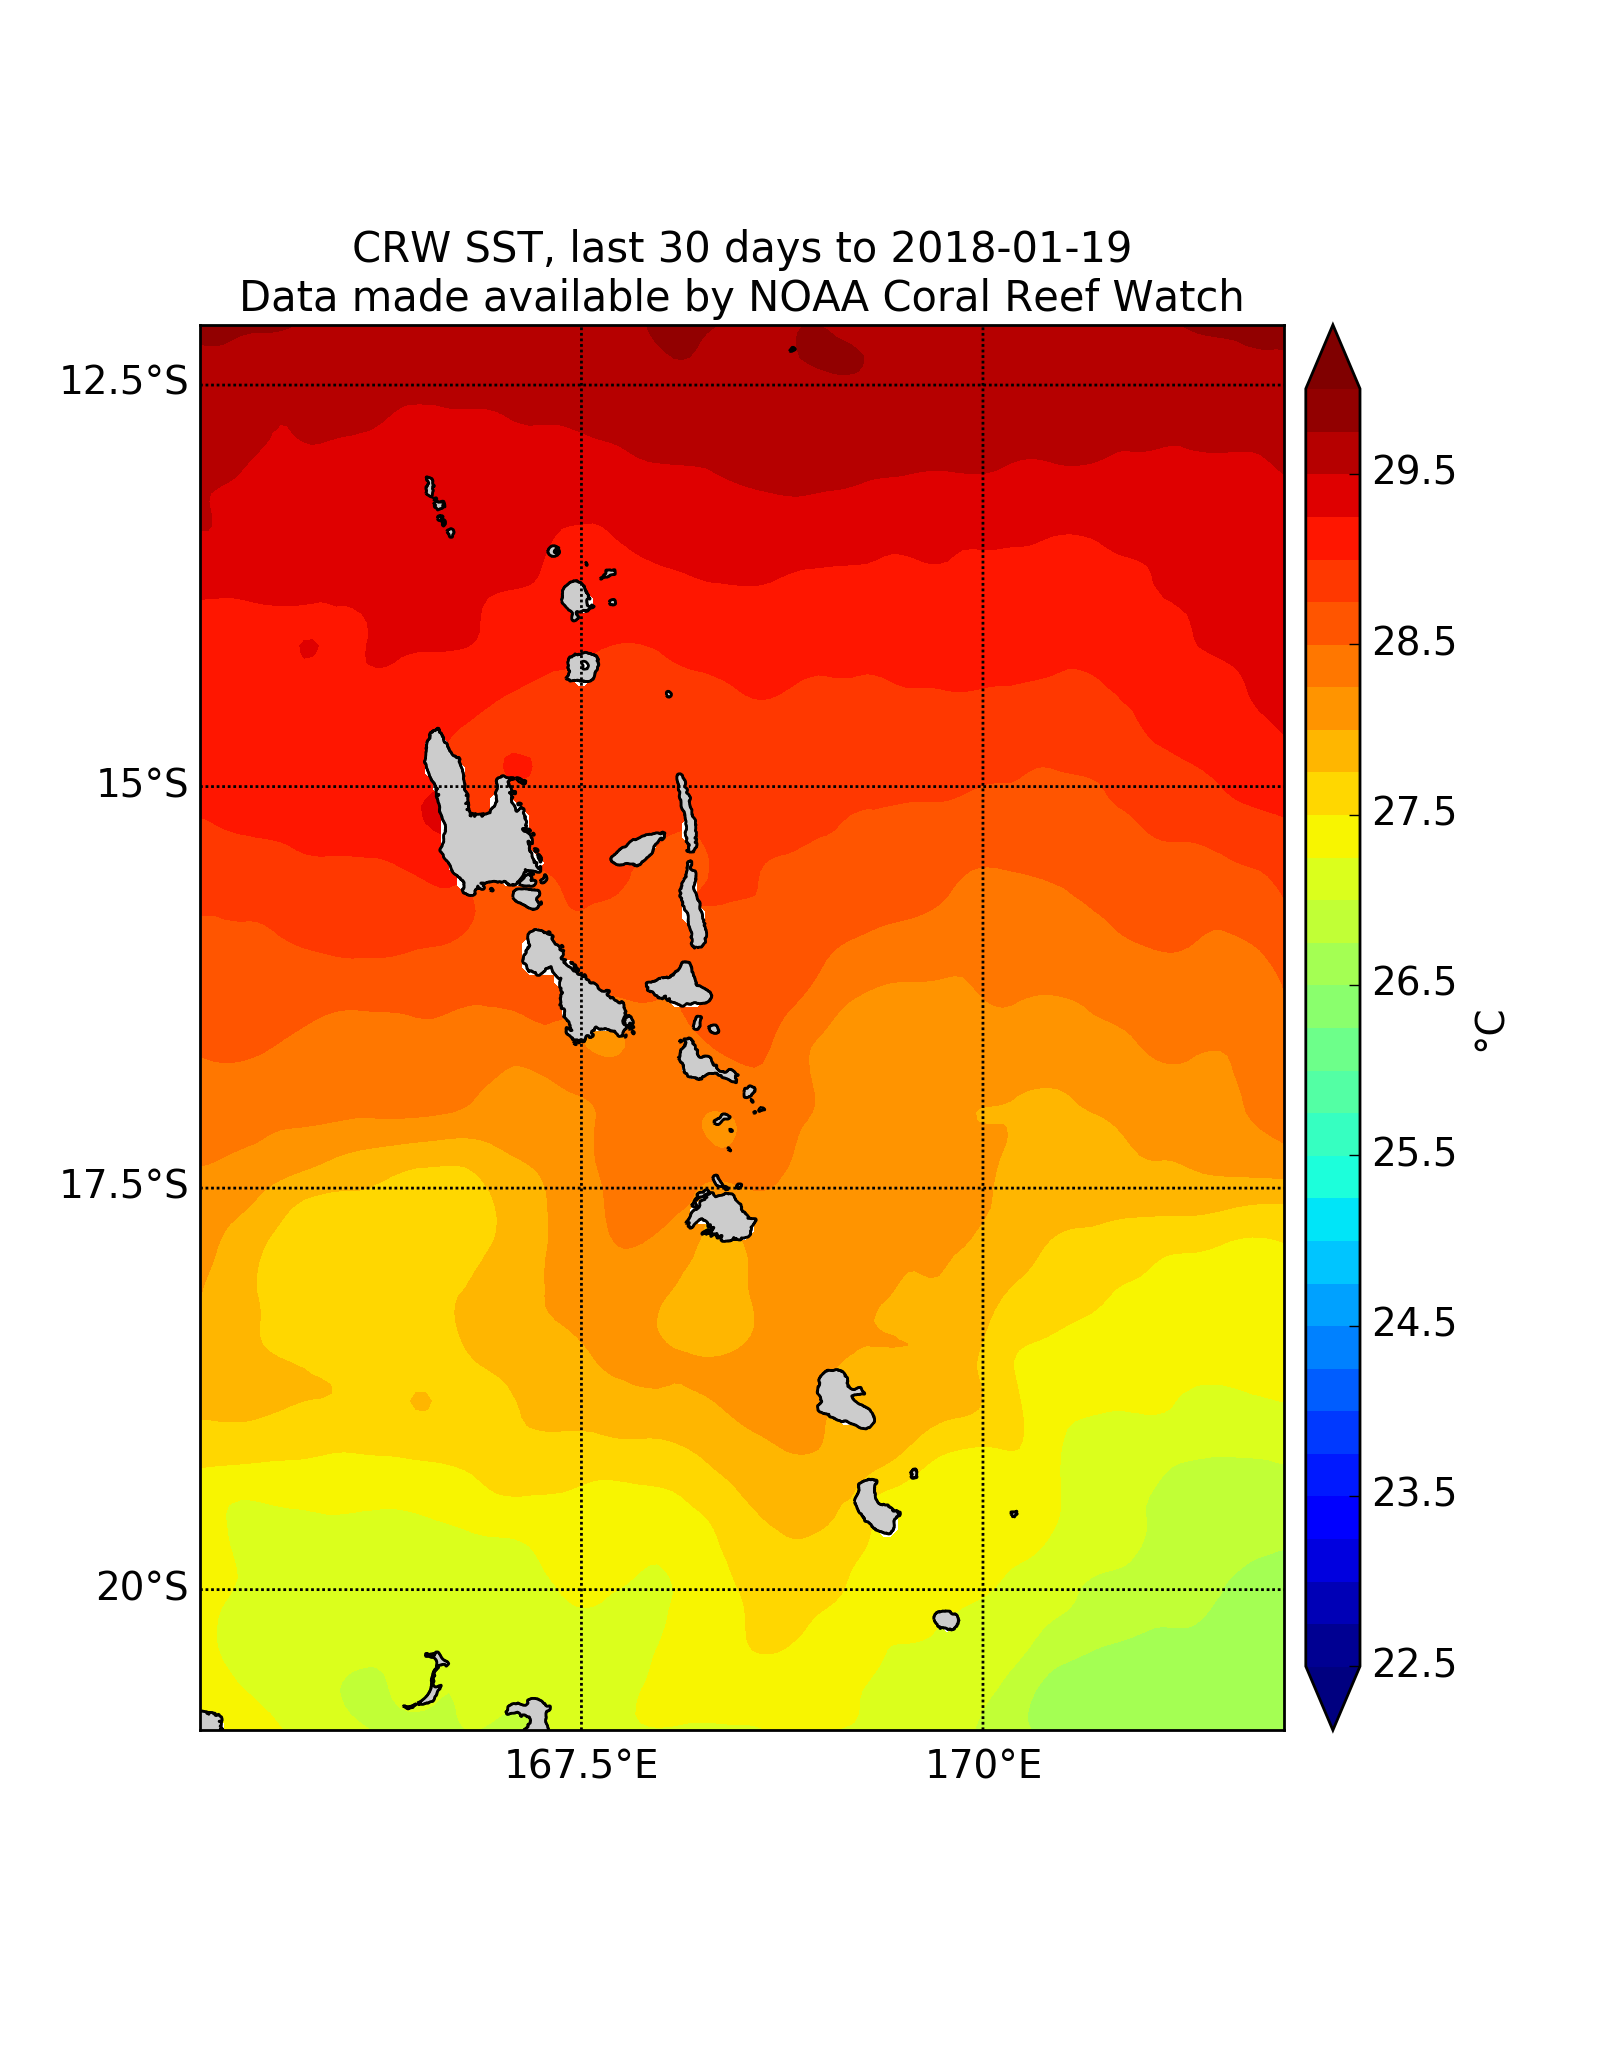 CRW SST, last 30 days to 2018-01-19
Data made available by NOAA Coral Reef Watch
12.5°S
15°S
17.5°S
20°S
167.5°E
170°E
29.5
28.5
27.5
26.5
25.5
24.5
23.5
22.5
°C